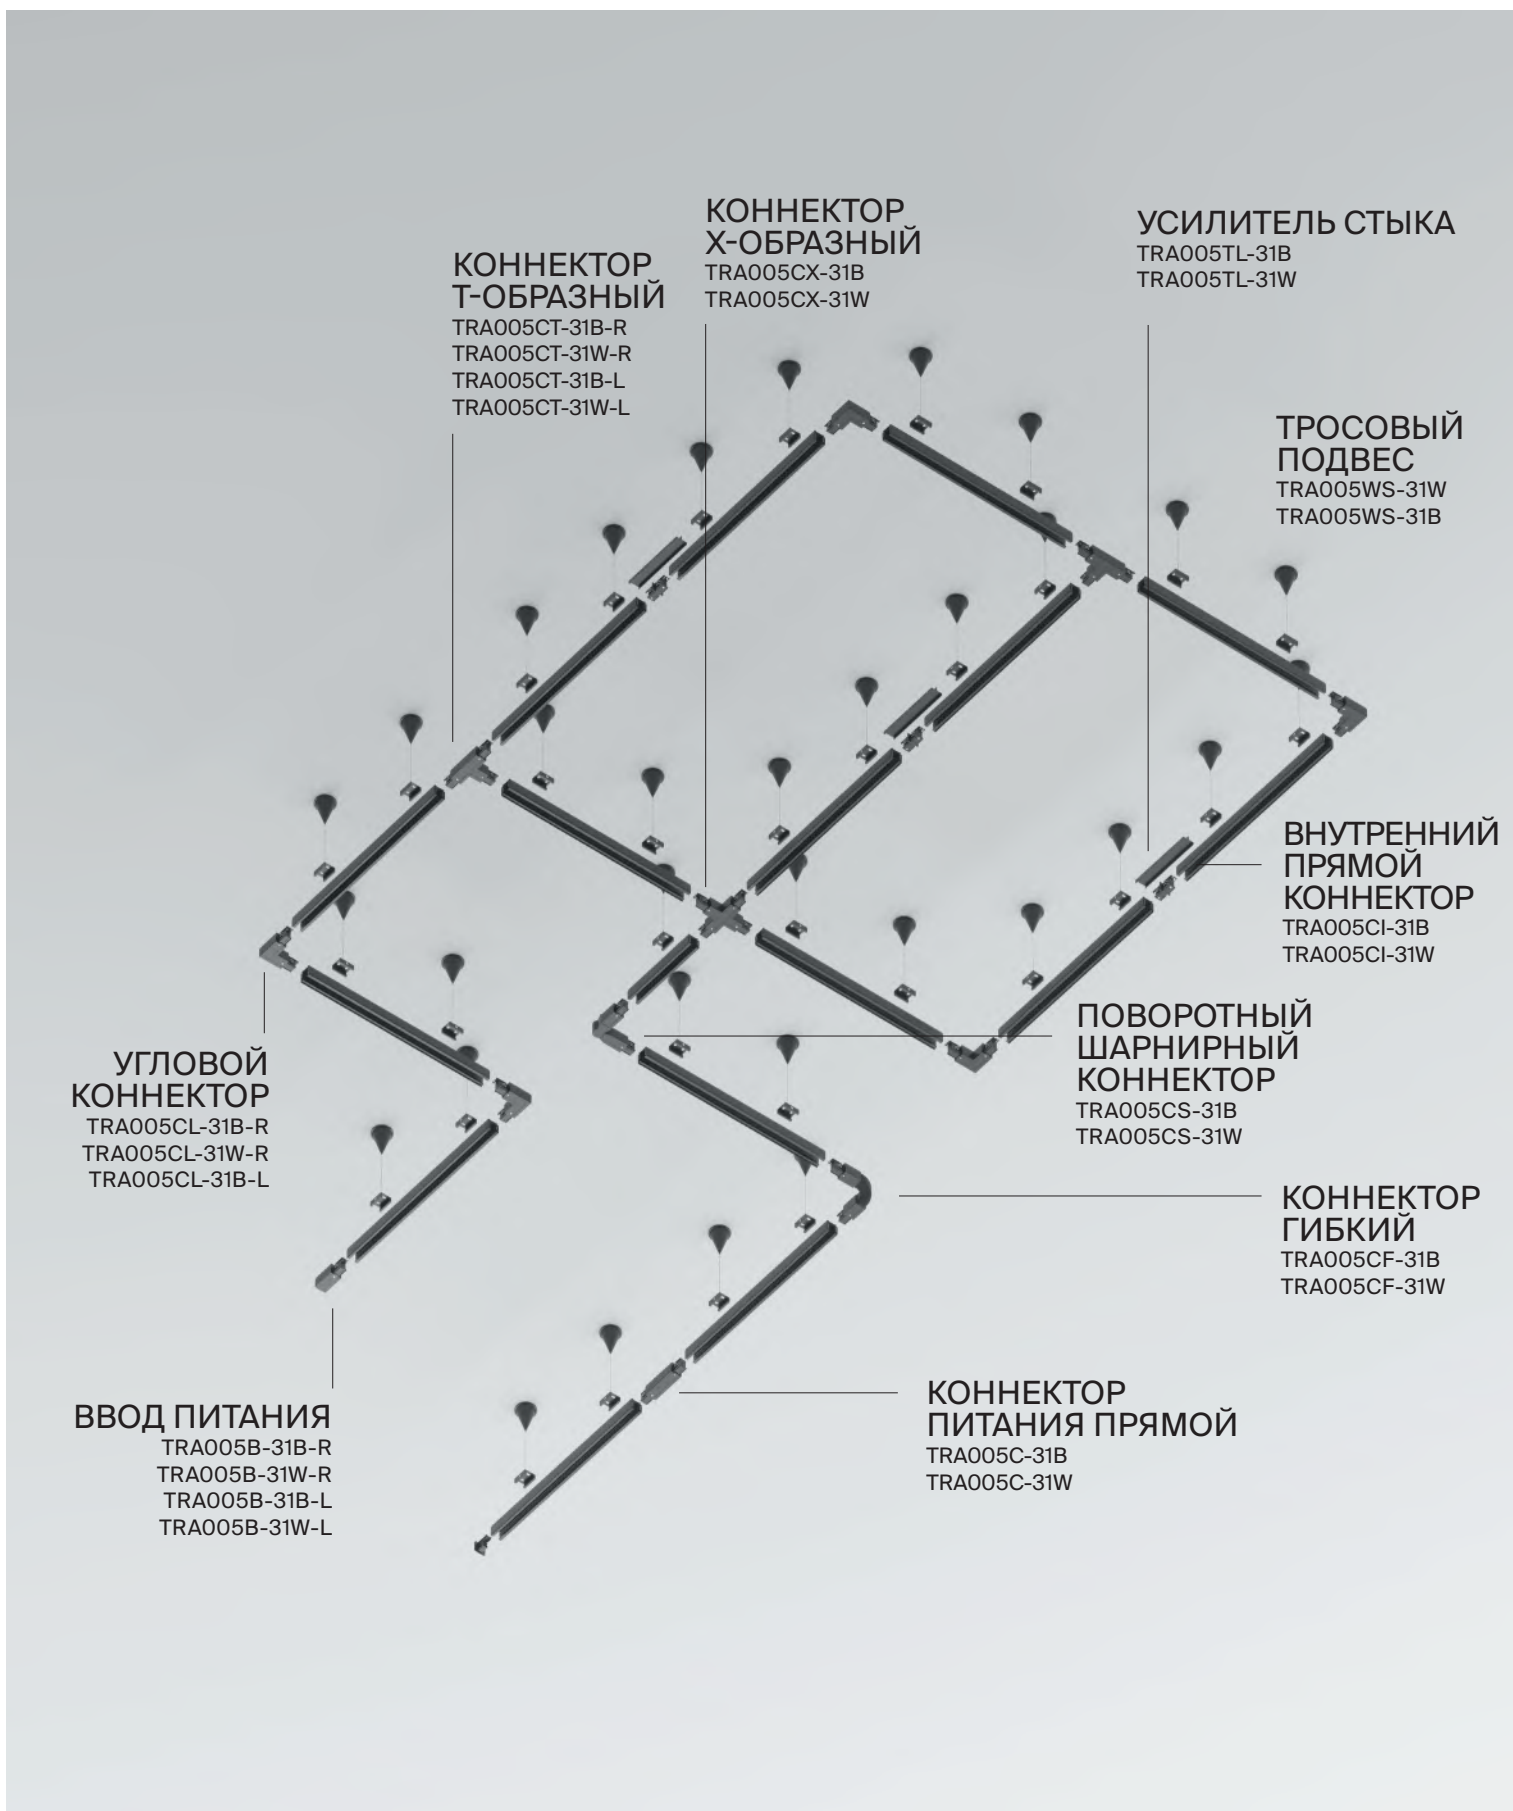 КОННЕКТОР
Х-ОБРАЗНЫЙ
TRA005CX-31B
TRA005CX-31W
УСИЛИТЕЛЬ СТЫКА
TRA005TL-31B
TRA005TL-31W
КОННЕКТОР
Т-ОБРАЗНЫЙ
TRA005CT-31B-R
TRA005CT-31W-R
TRA005CT-31B-L
TRA005CT-31W-L
ТРОСОВЫЙ
ПОДВЕС
TRA005WS-31W
TRA005WS-31B
ВНУТРЕННИЙ
ПРЯМОЙ
КОННЕКТОР
TRA005CI-31B
TRA005CI-31W
ПОВОРОТНЫЙ
ШАРНИРНЫЙ
КОННЕКТОР
TRA005CS-31B
TRA005CS-31W
УГЛОВОЙ
КОННЕКТОР
TRA005CL-31B-R
TRA005CL-31W-R
TRA005CL-31B-L
КОННЕКТОР
ГИБКИЙ
TRA005CF-31B
TRA005CF-31W
КОННЕКТОР
ПИТАНИЯ ПРЯМОЙ
TRA005C-31B
TRA005C-31W
ВВОД ПИТАНИЯ
TRA005B-31B-R
TRA005B-31W-R
TRA005B-31B-L
TRA005B-31W-L